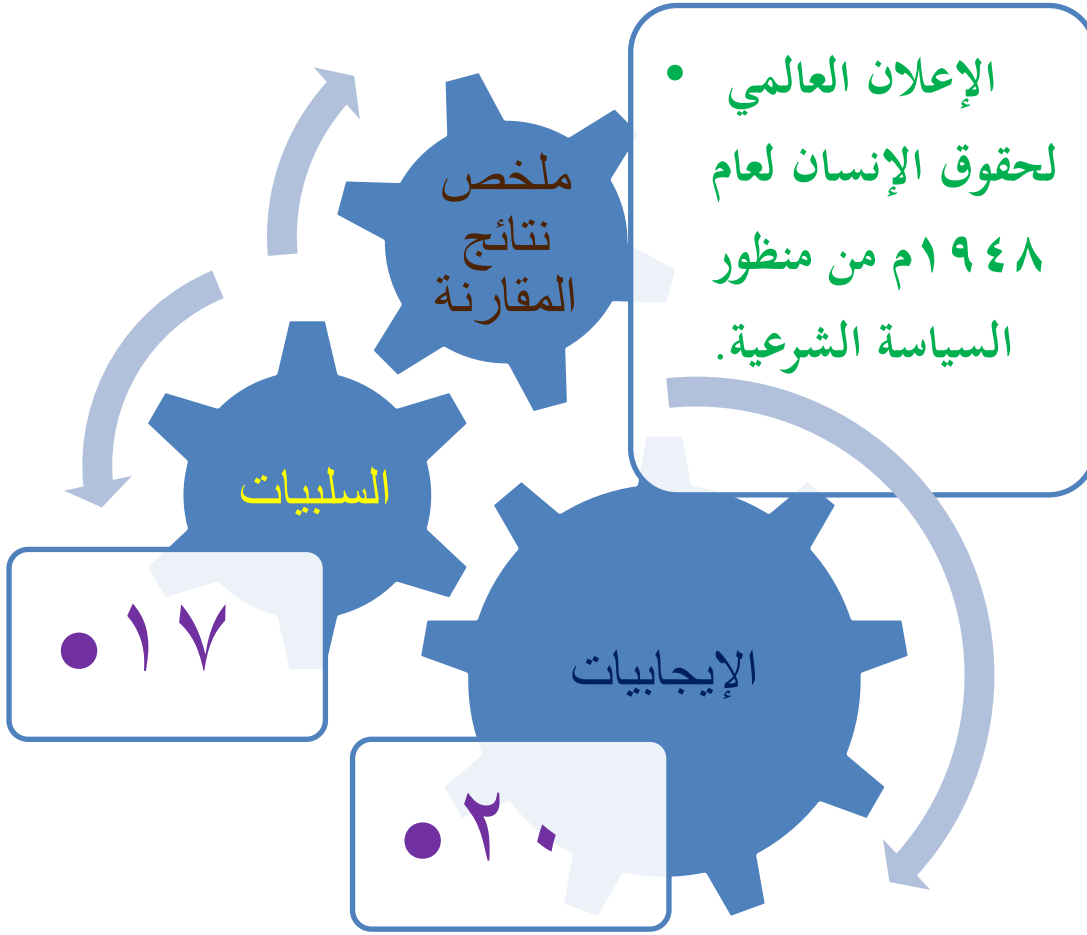 • الإعلان العالمي
لحقوق الإنسان لعام
١٩٤٨م من منظور
السياسة الشرعية.
ملخص
نتائج
المقارنة
السلبيات
• ١٧
الإيجابيات
• ٢٠